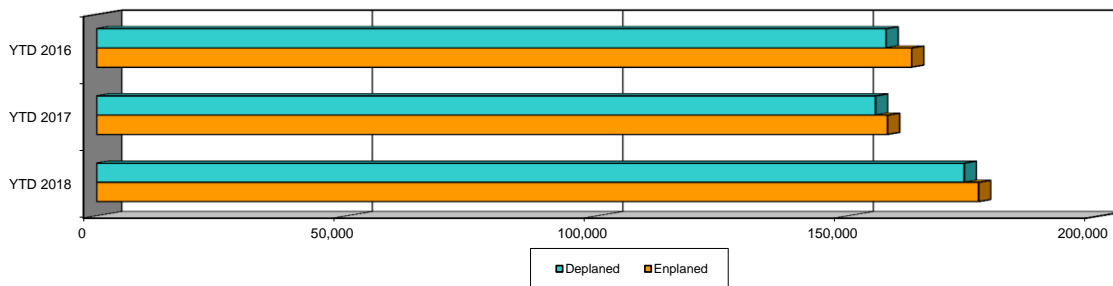 YTD 2016
YTD 2017
YTD 2018
0 50,000 100,000 150,000 200,000
Deplaned Enplaned